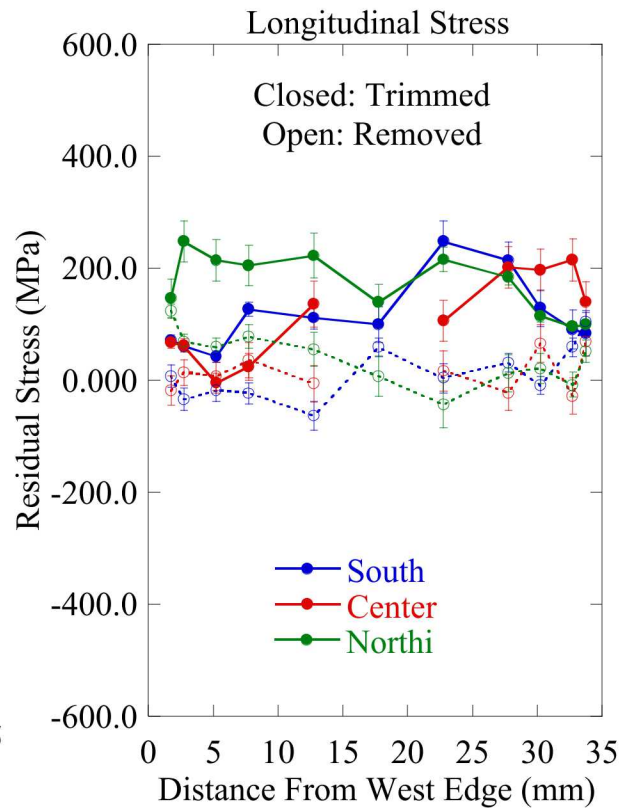 Longitudinal Stress
600.0
Closed: Trimmed
Open: Removed
400.0
200.0
0.000
-200.0
-400.0
-600.0
Residual Stress (MPa)
South
Center
Northi
0 5 10 15 20 25 30 35
Distance From West Edge (mm)